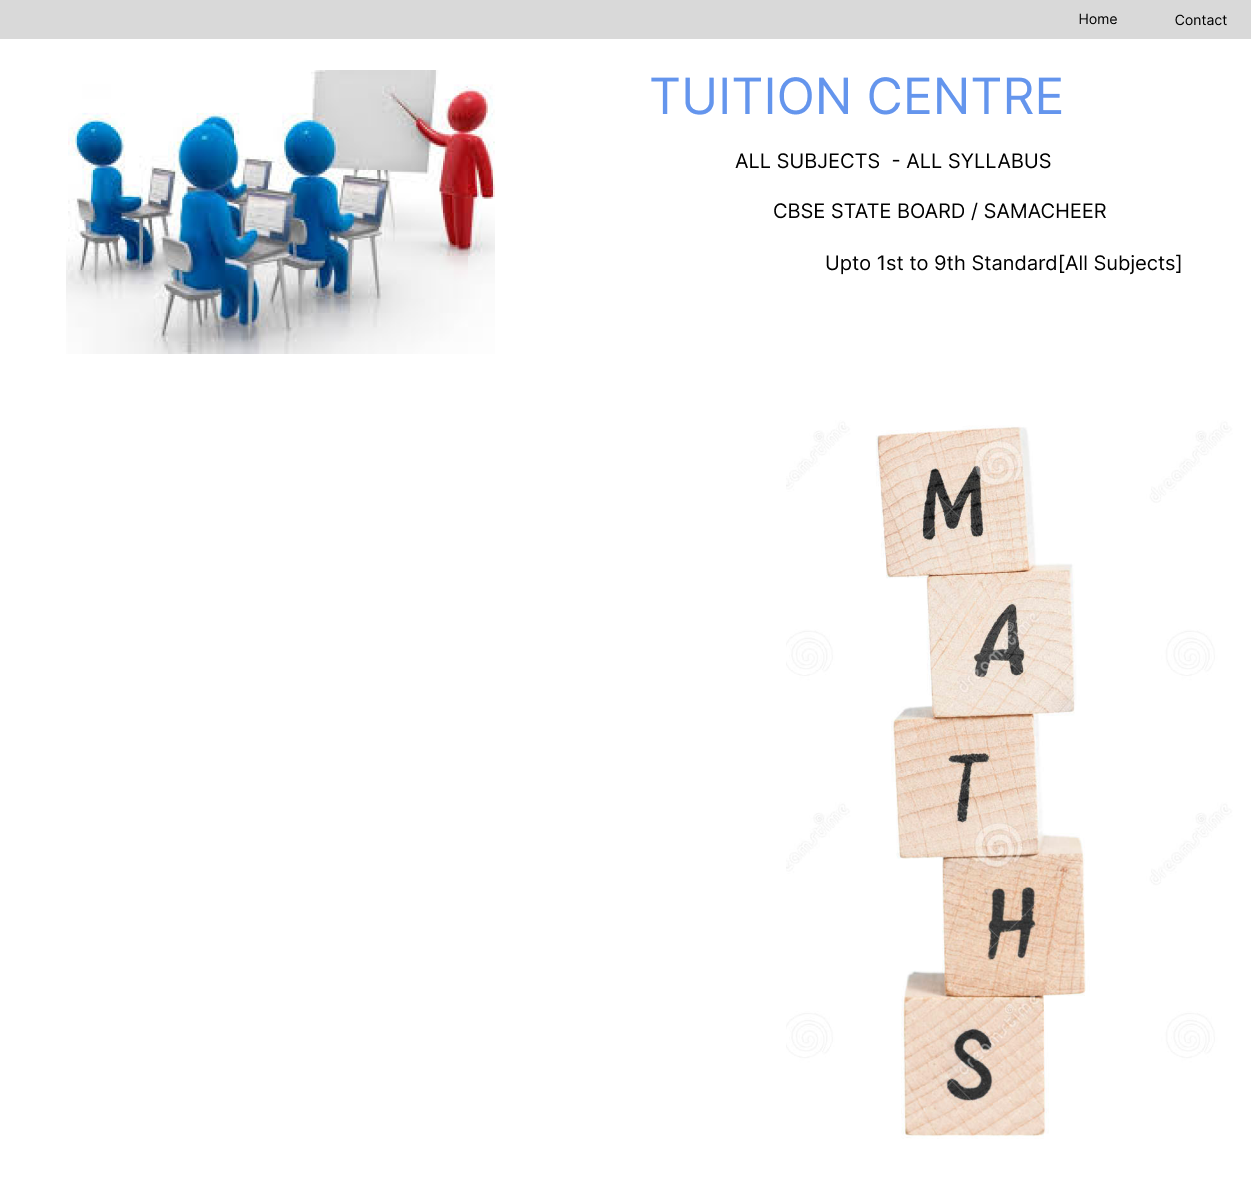 Home Contact
TUITION CENTRE
ALL SUBJECTS - ALL SYLLABUS
CBSE STATE BOARD / SAMACHEER
Upto 1st to 9th Standard[All Subjects]
M
A
T
H
S